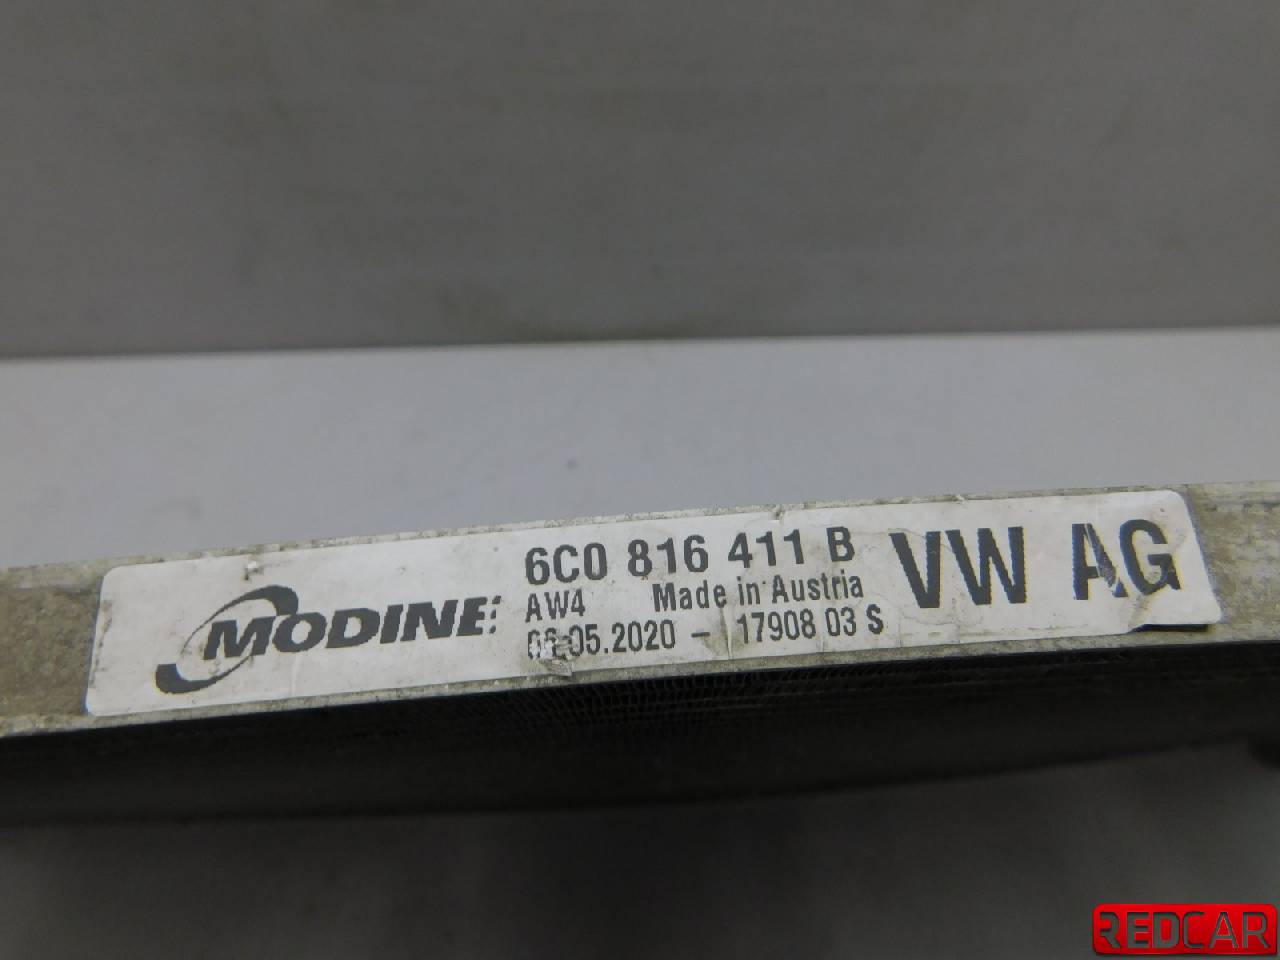 MODINE
6C0 816 411 B
AW4 Made in Austria
05.2020 - 17908 03 S
VW AG
REDCAR